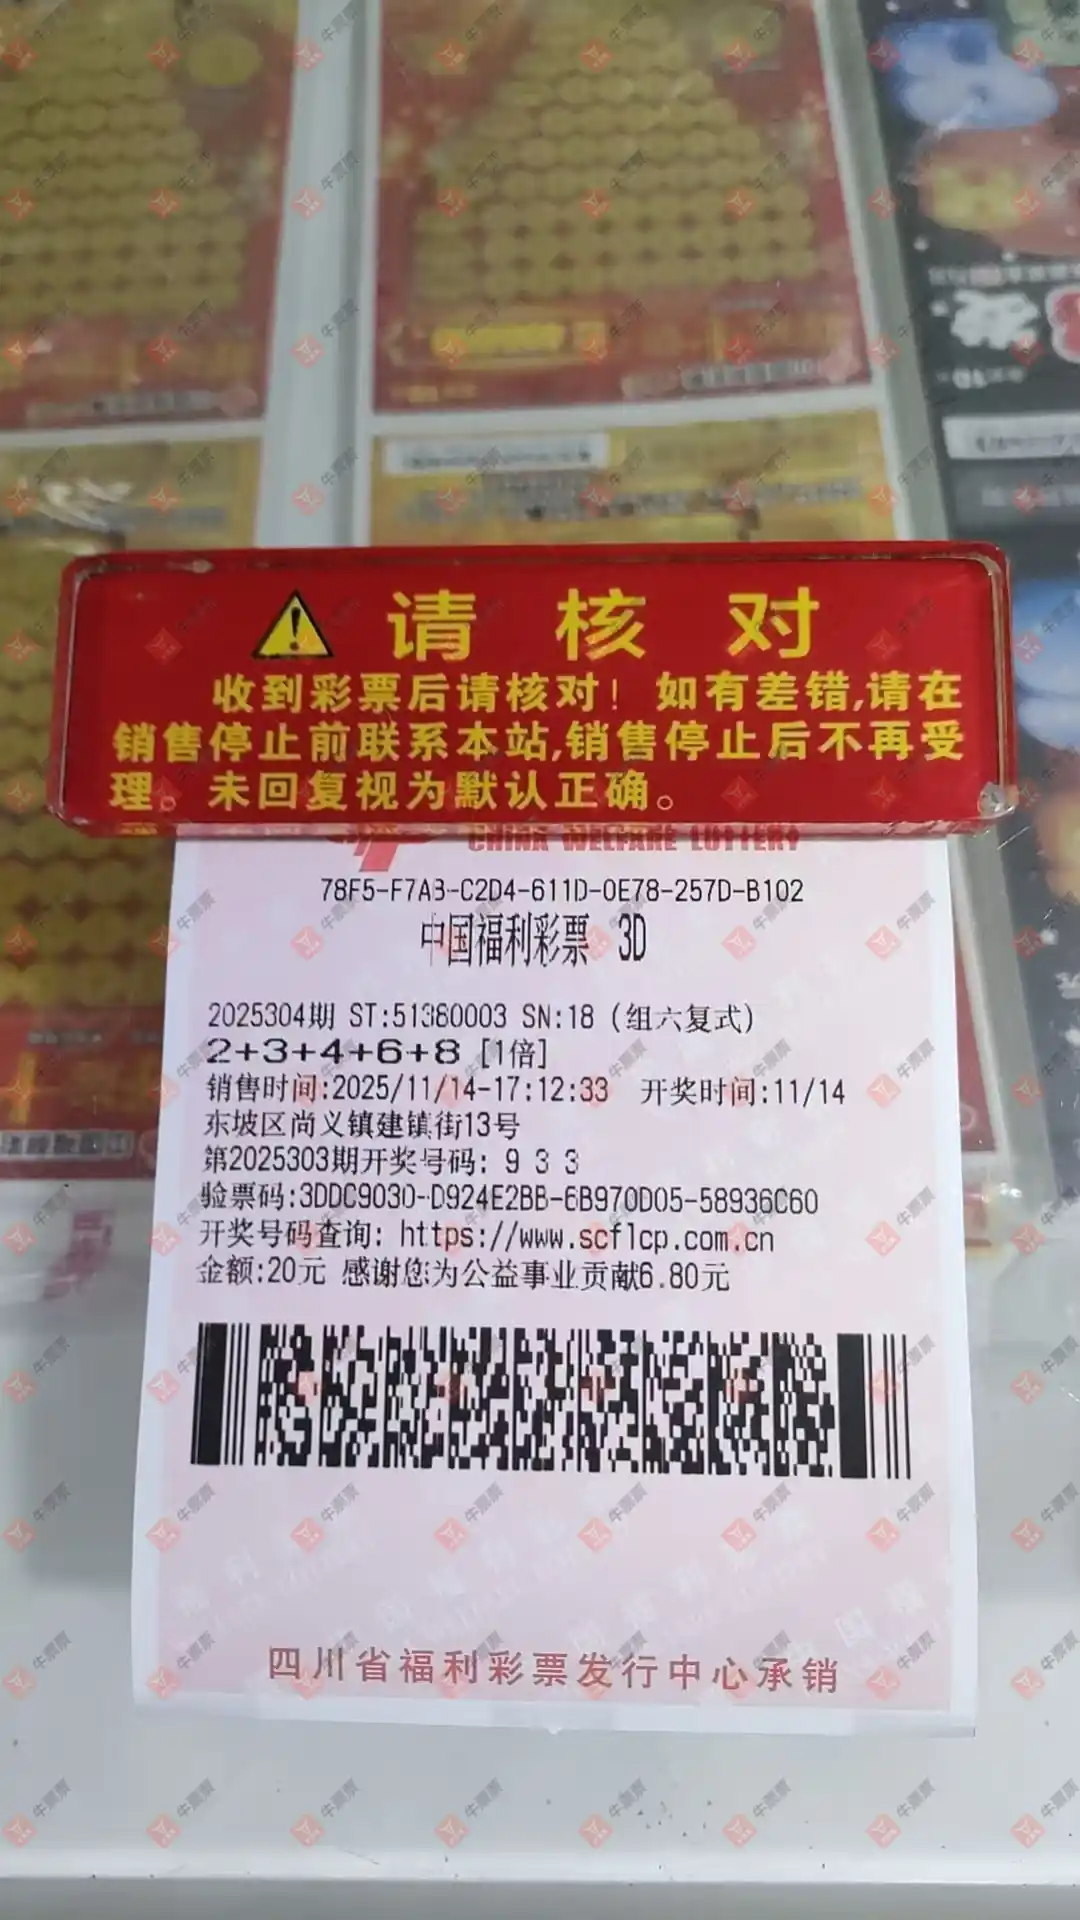 请核对
收到彩票后请核对！如有差错,请在
销售停止前联系本站,销售停止后不再受
理。未回复视为默认正确。
CHINA WELFARE LOTTERY
78F5-F7AB-C2D4-611D-0E78-257D-B102
中国福利彩票 3D
2025304期 ST:51380003 SN:18 (组六复式)
2+3+4+6+8 [1倍]
销售时间:2025/11/14-17:12:33 开奖时间:11/14
东坡区尚义镇建镇街13号
第2025303期开奖号码: 9 3 3
验票码:3DDC9030-D924E2BB-6B970D05-58936C60
开奖号码查询: https://www.scflcp.com.cn
金额:20元 感谢您为公益事业贡献6.80元
四川省福利彩票发行中心承销
牛票票